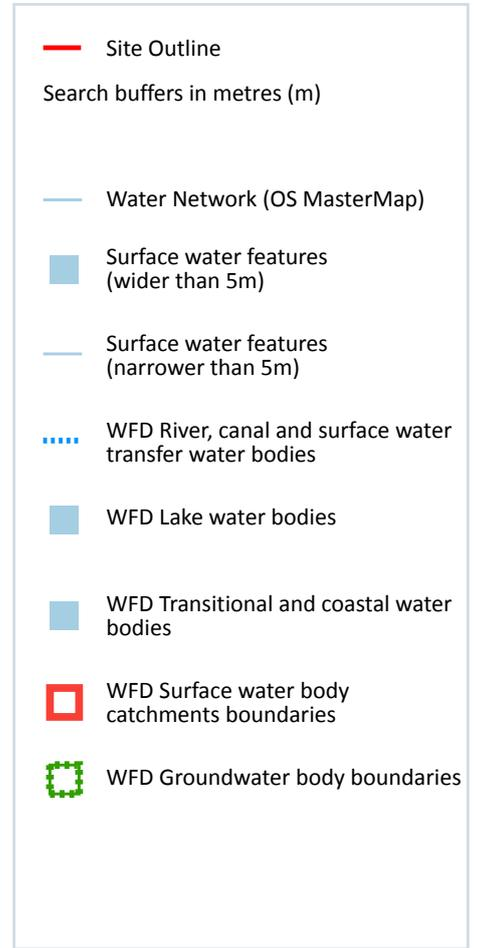 Site Outline
Search buffers in metres (m)
Water Network (OS MasterMap)
Surface water features
(wider than 5m)
Surface water features
(narrower than 5m)
WFD River, canal and surface water
transfer water bodies
WFD Lake water bodies
WFD Transitional and coastal water
bodies
WFD Surface water body
catchments boundaries
WFD Groundwater body boundaries